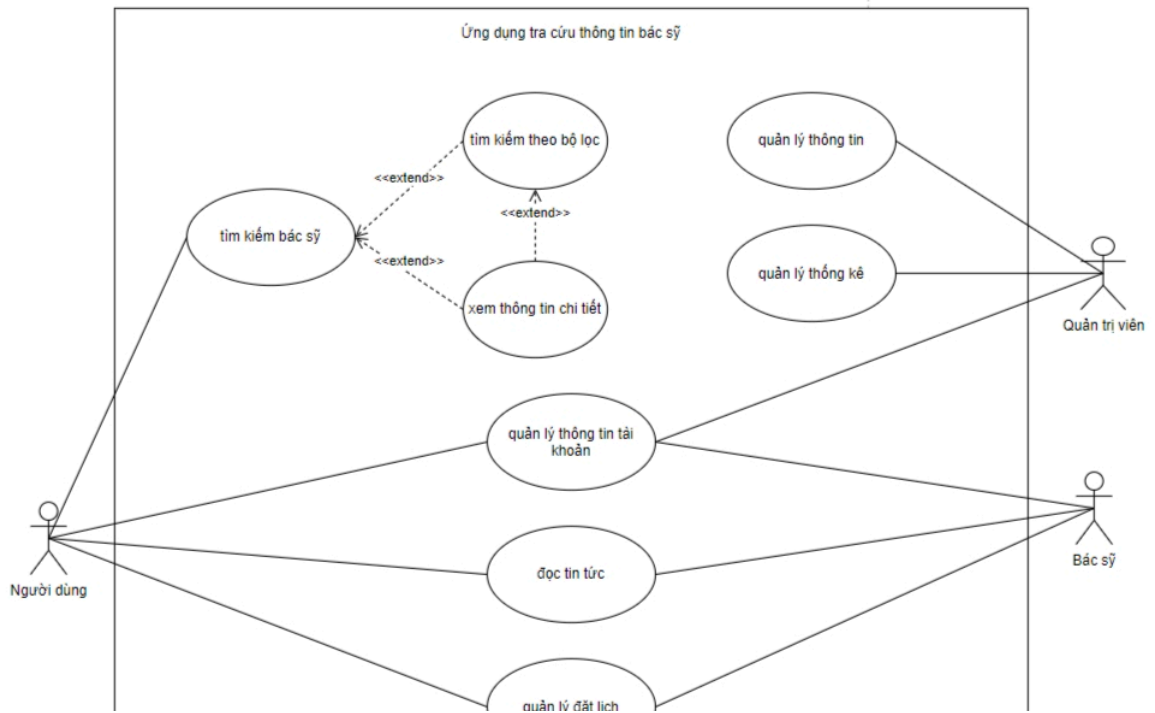 Ứng dụng tra cứu thông tin bác sỹ
tìm kiếm theo bộ lọc
quản lý thông tin
<<extend>>
<<extend>>
tìm kiếm bác sỹ
<<extend>>
quản lý thống kê
xem thông tin chi tiết
Quản trị viên
quản lý thông tin tài
khoản
Bác sỹ
đọc tin tức
Người dùng
quản lý đặt lịch